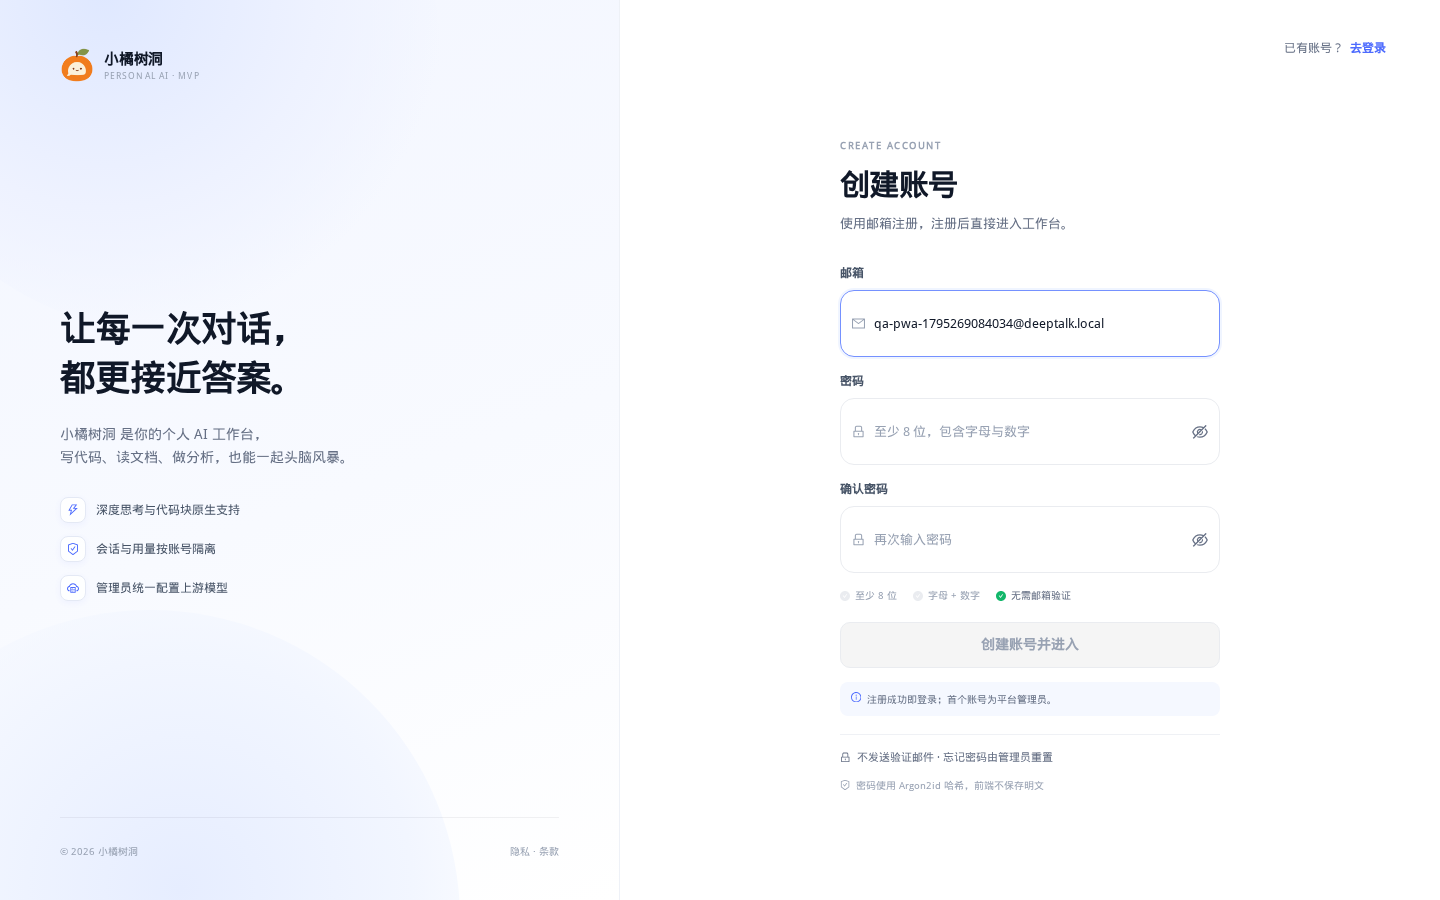 小橘树洞
PERSONAL AI · MVP
让每一次对话，
都更接近答案。
小橘树洞 是你的个人 AI 工作台，
写代码、读文档、做分析，也能一起头脑风暴。
深度思考与代码块原生支持
会话与用量按账号隔离
管理员统一配置上游模型
© 2026 小橘树洞
隐私 · 条款
已有账号？ 去登录
CREATE ACCOUNT
创建账号
使用邮箱注册，注册后直接进入工作台。
邮箱
qa-pwa-1795269084034@deeptalk.local
密码
至少 8 位，包含字母与数字
确认密码
再次输入密码
至少 8 位 字母 + 数字 无需邮箱验证
创建账号并进入
注册成功即登录；首个账号为平台管理员。
不发送验证邮件 · 忘记密码由管理员重置
密码使用 Argon2id 哈希，前端不保存明文